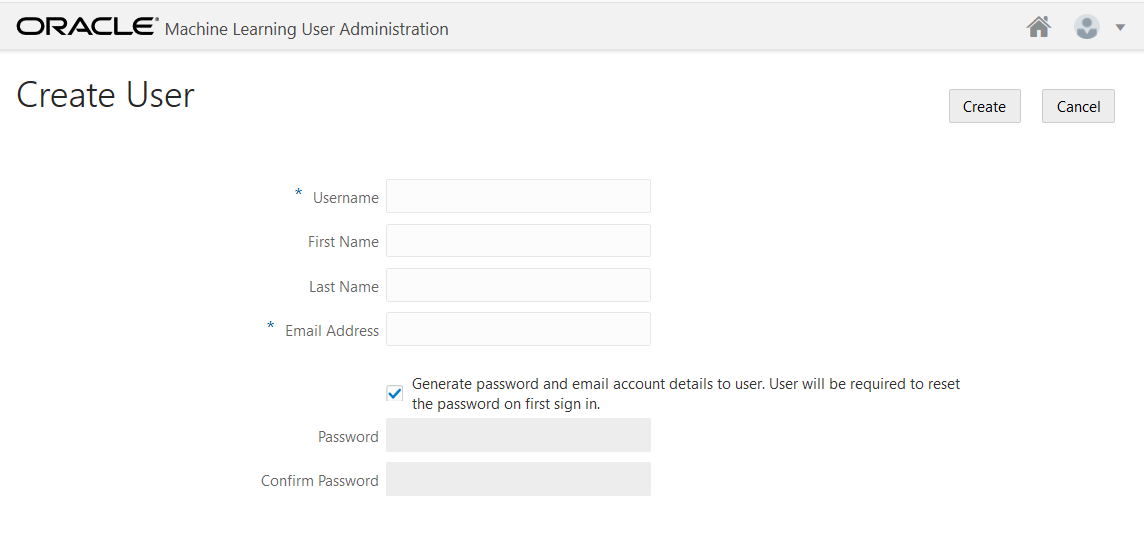 ORACLE® Machine Learning User Administration
Create User
Create
Cancel
* Username
First Name
Last Name
* Email Address
Generate password and email account details to user. User will be required to reset
the password on first sign in.
Password
Confirm Password